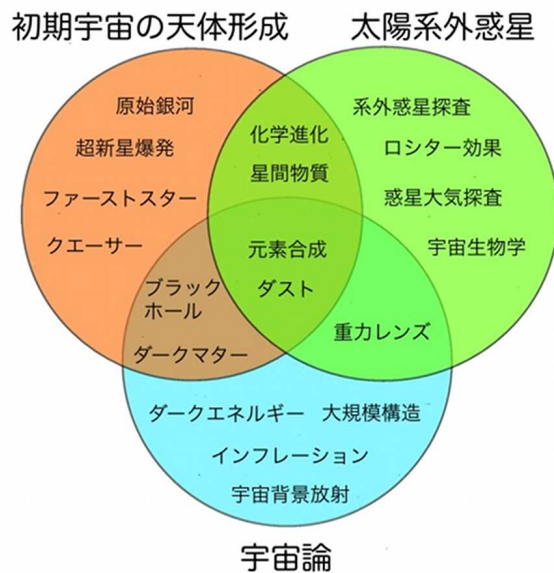 初期宇宙の天体形成
太陽系外惑星
原始銀河
超新星爆発
ファーストスター
クエーサー
化学進化
星間物質
系外惑星探査
ロシター効果
惑星大気探査
宇宙生物学
元素合成
ダスト
ブラック
ホール
ダークマター
重力レンズ
ダークエネルギー
大規模構造
インフレーション
宇宙背景放射
宇宙論